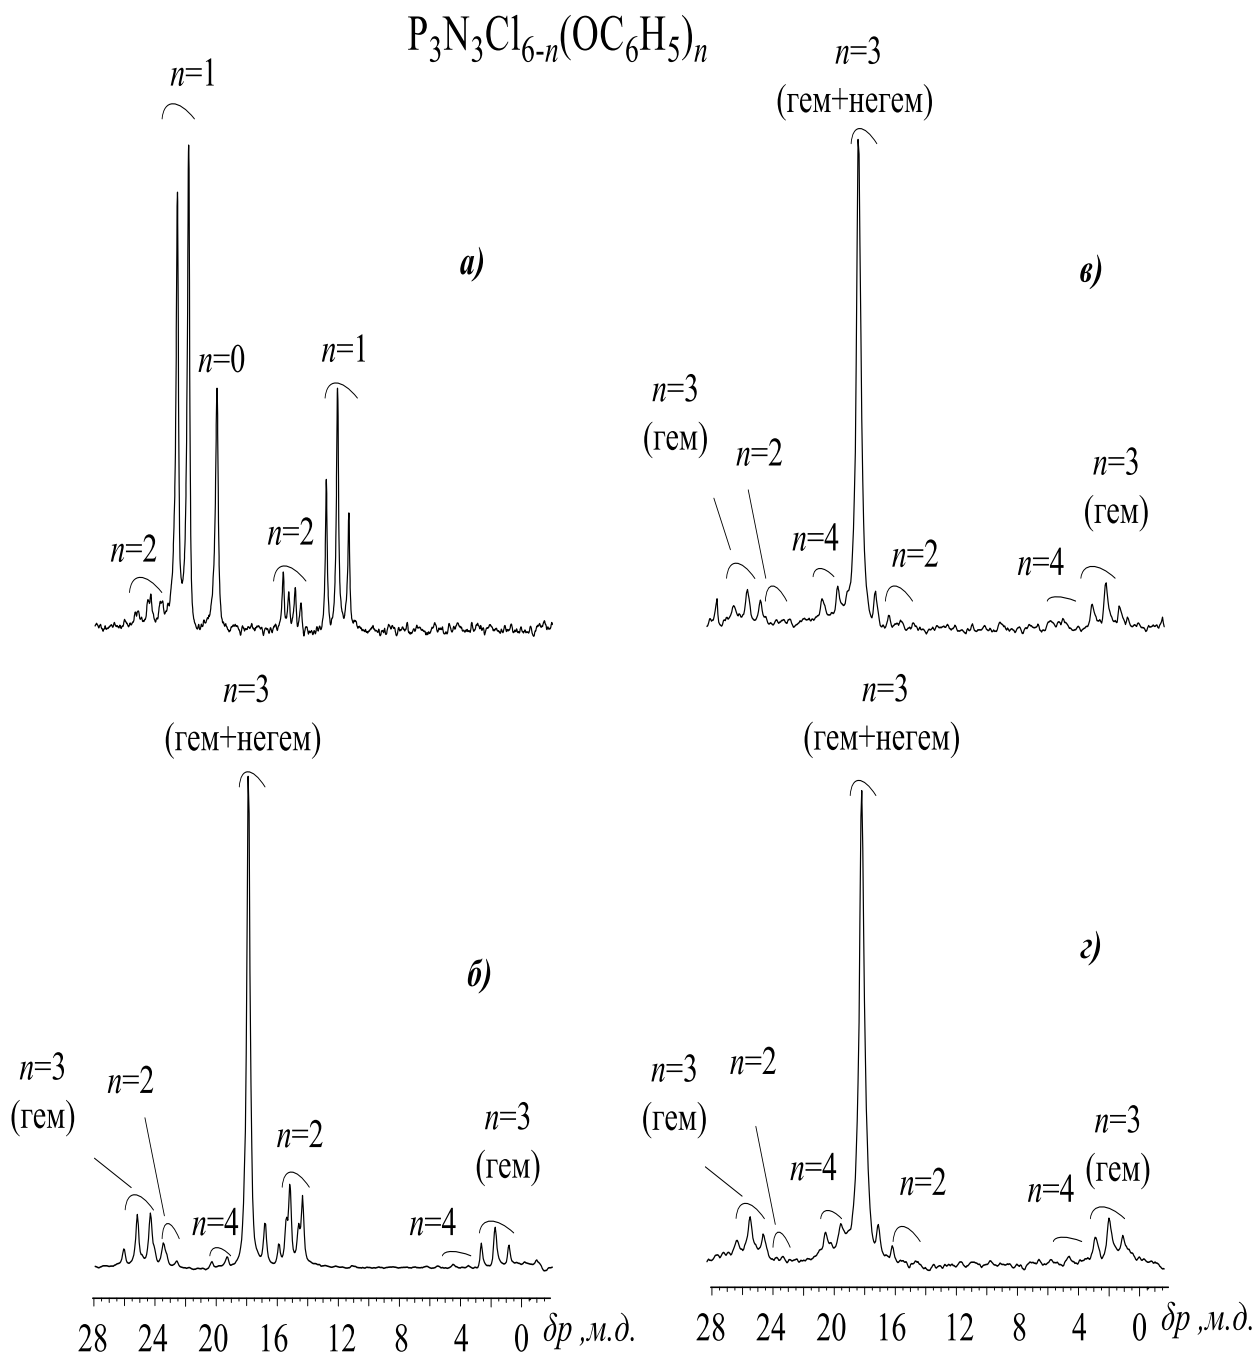 P₃N₃Cl₆₋ₙ(OC₆H₅)ₙ
n=1
n=0
n=1
n=2
n=2
а)
n=3
(гем+негем)
n=3
(гем)
n=2
n=4
n=2
n=4
n=3
(гем)
в)
n=3
(гем+негем)
n=3
(гем)
n=2
n=4
n=2
n=4
n=3
(гем)
б)
28 24 20 16 12 8 4 0 δр ,м.д.
n=3
(гем+негем)
n=3
(гем)
n=2
n=4
n=2
n=4
n=3
(гем)
г)
28 24 20 16 12 8 4 0 δр ,м.д.